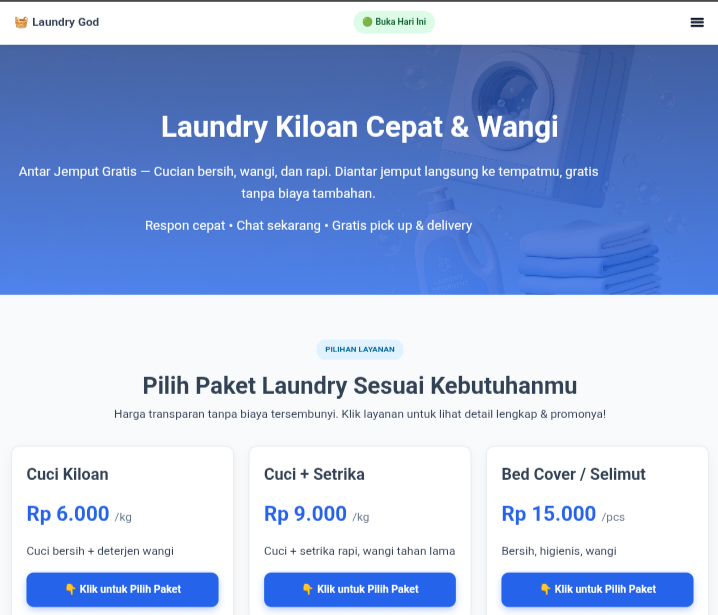 Laundry God
Buka Hari Ini
Laundry Kiloan Cepat & Wangi
Antar Jemput Gratis — Cucian bersih, wangi, dan rapi. Diantar jemput langsung ke tempatmu, gratis
tanpa biaya tambahan.
Respon cepat • Chat sekarang • Gratis pick up & delivery
PILIHAN LAYANAN
Pilih Paket Laundry Sesuai Kebutuhanmu
Harga transparan tanpa biaya tersembunyi. Klik layanan untuk lihat detail lengkap & promonya!
Cuci Kiloan
Rp 6.000 /kg
Cuci bersih + deterjen wangi
👇 Klik untuk Pilih Paket
Cuci + Setrika
Rp 9.000 /kg
Cuci + setrika rapi, wangi tahan lama
👇 Klik untuk Pilih Paket
Bed Cover / Selimut
Rp 15.000 /pcs
Bersih, higienis, wangi
👇 Klik untuk Pilih Paket